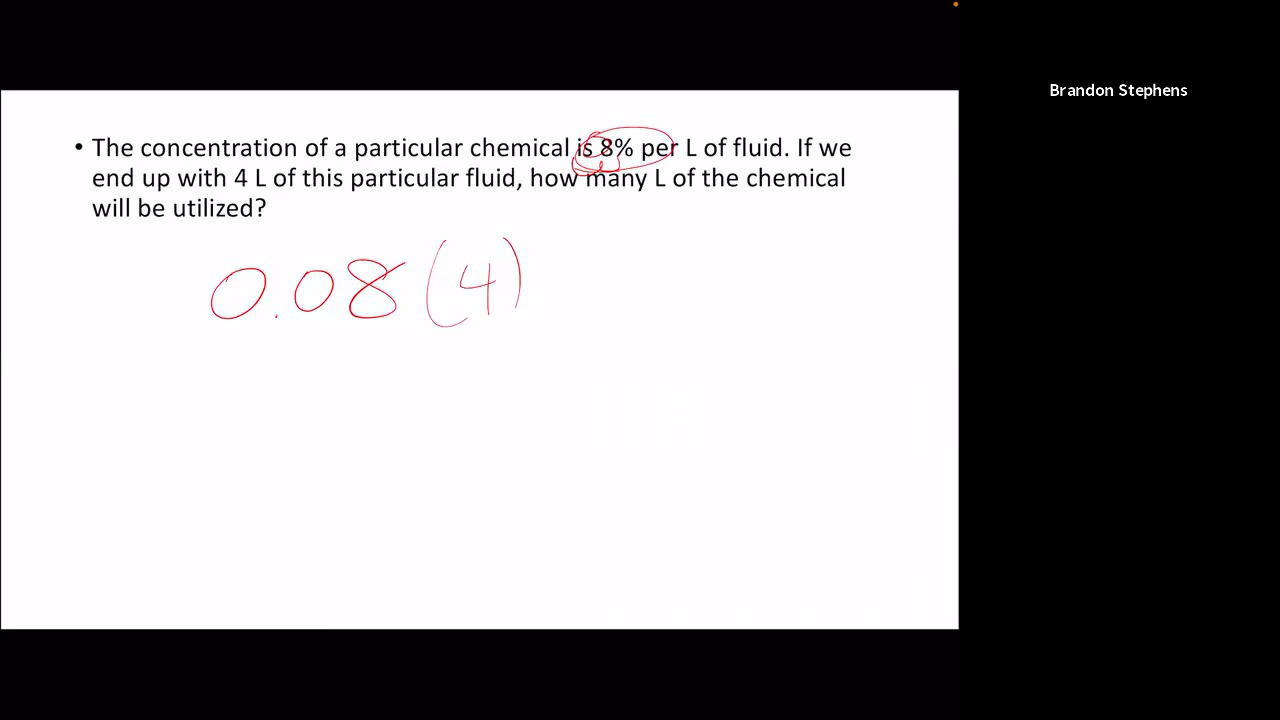 Brandon Stephens
• The concentration of a particular chemical is 8% per L of fluid. If we
end up with 4 L of this particular fluid, how many L of the chemical
will be utilized?
0.08 (4)